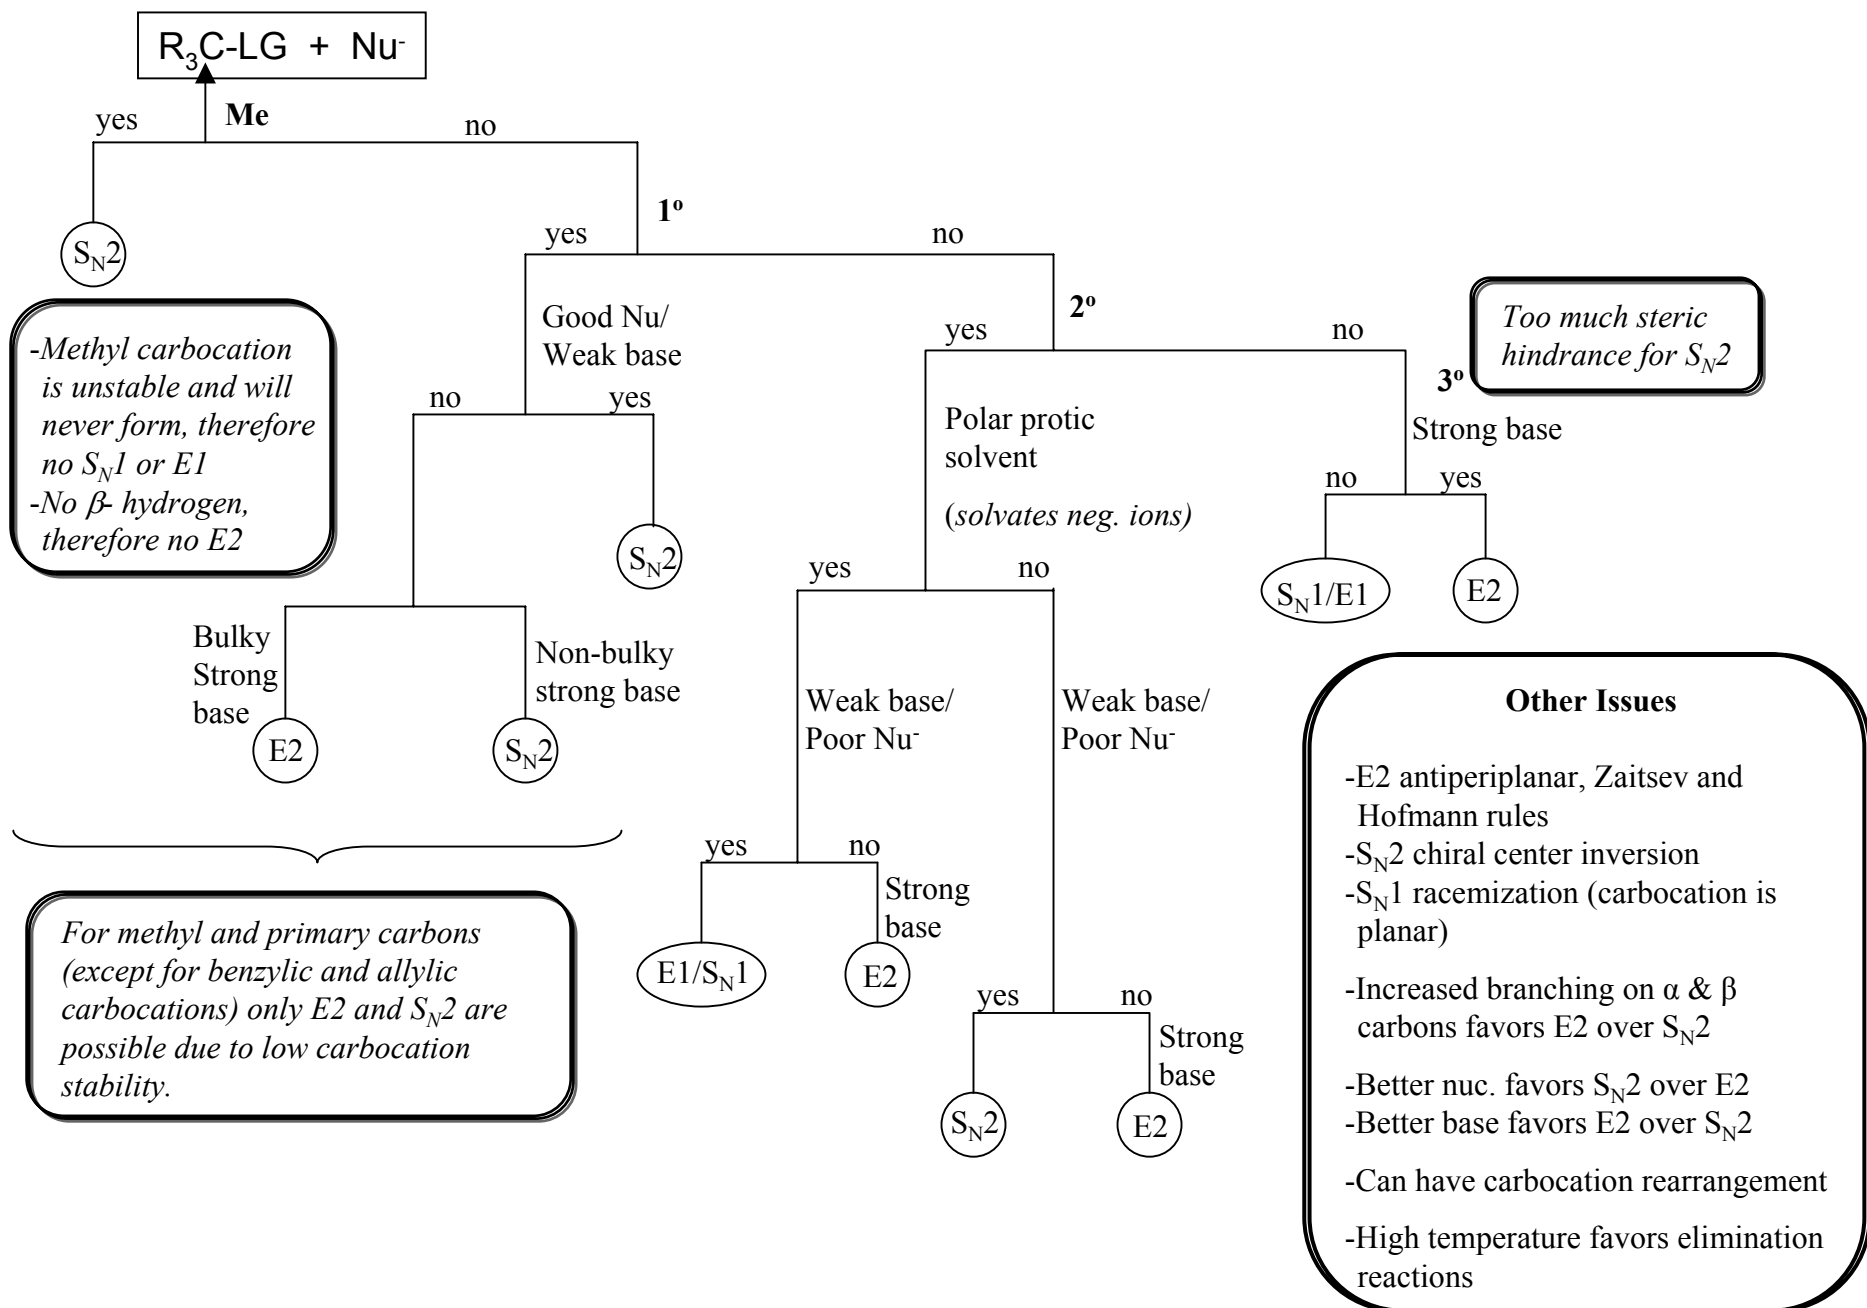 R₃C-LG + Nu⁻
Me
yes
no
SN2
1º
yes
no
-Methyl carbocation
is unstable and will
never form, therefore
no SN1 or E1
-No β- hydrogen,
therefore no E2
Good Nu/
Weak base
no
yes
SN2
Bulky
Strong
base
E2
Non-bulky
strong base
SN2
For methyl and primary carbons
(except for benzylic and allylic
carbocations) only E2 and SN2 are
possible due to low carbocation
stability.
2º
yes
no
Polar protic
solvent
(solvates neg. ions)
yes
no
Weak base/
Poor Nu⁻
yes
no
E1/SN1
Strong
base
E2
Weak base/
Poor Nu⁻
yes
no
SN2
Strong
base
E2
3º
Too much steric
hindrance for SN2
Strong base
no
yes
SN1/E1
E2
Other Issues
-E2 antiperiplanar, Zaitsev and
Hofmann rules
-SN2 chiral center inversion
-SN1 racemization (carbocation is
planar)
-Increased branching on α & β
carbons favors E2 over SN2
-Better nuc. favors SN2 over E2
-Better base favors E2 over SN2
-Can have carbocation rearrangement
-High temperature favors elimination
reactions